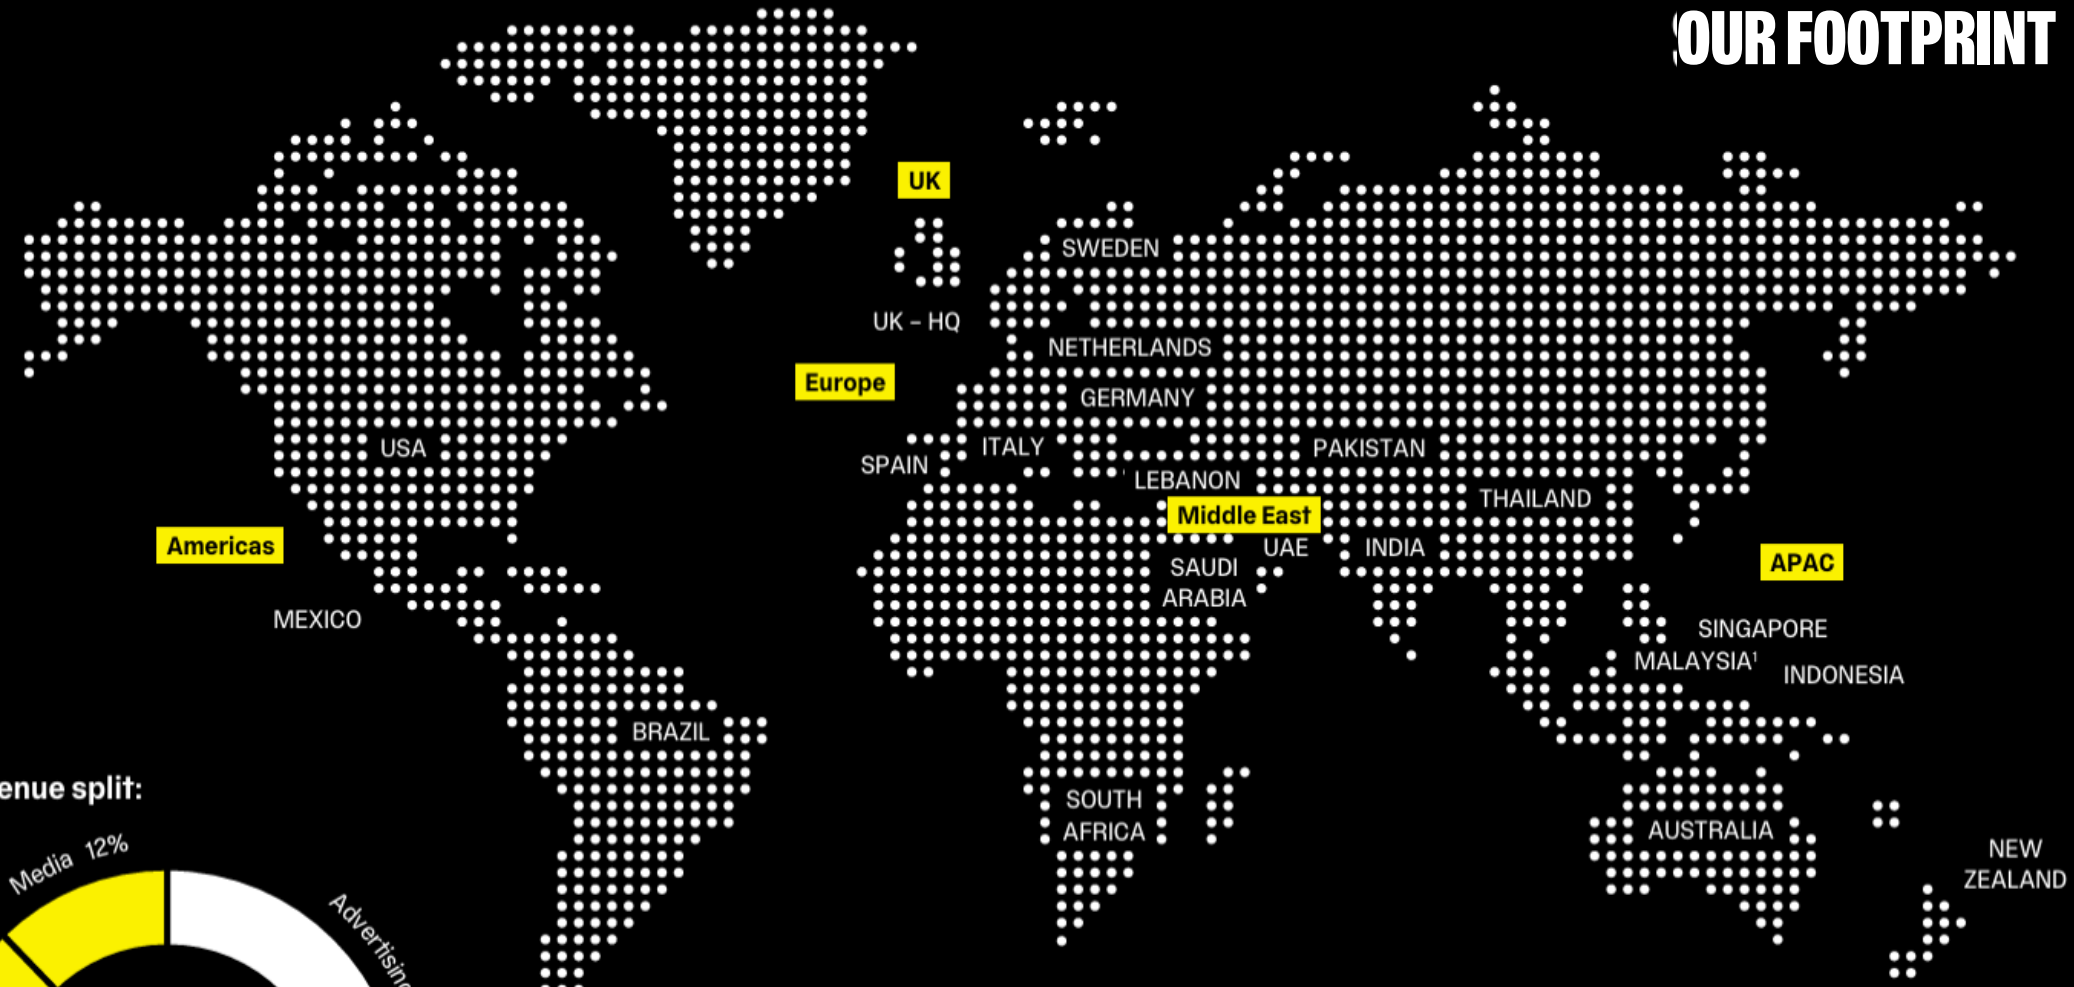 OUR FOOTPRINT
UK
SWEDEN
UK – HQ
NETHERLANDS
Europe
GERMANY
USA
SPAIN
ITALY
PAKISTAN
LEBANON
THAILAND
Middle East
Americas
UAE
INDIA
APAC
SAUDI
ARABIA
MEXICO
SINGAPORE
MALAYSIA¹
INDONESIA
BRAZIL
enue split:
SOUTH
AFRICA
AUSTRALIA
NEW
ZEALAND
Media 12%
Advertising